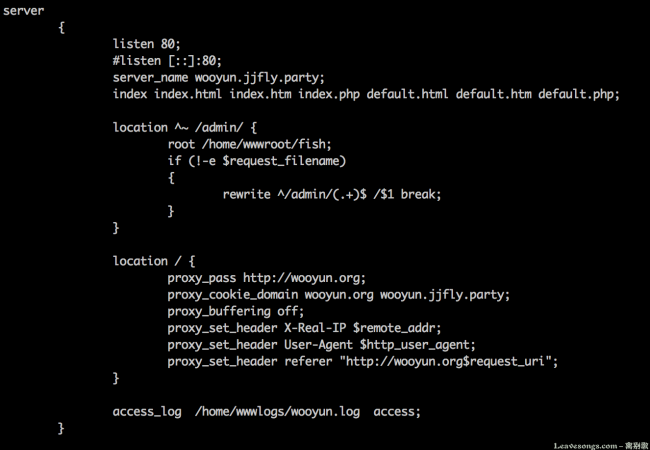 server
{
listen 80;
#listen [::]:80;
server_name wooyun.jjfly.party;
index index.html index.htm index.php default.html default.htm default.php;
location ^~ /admin/ {
root /home/wwwroot/fish;
if (!-e $request_filename)
{
rewrite ^/admin/(.+)$ /$1 break;
}
}
location / {
proxy_pass http://wooyun.org;
proxy_cookie_domain wooyun.org wooyun.jjfly.party;
proxy_buffering off;
proxy_set_header X-Real-IP $remote_addr;
proxy_set_header User-Agent $http_user_agent;
proxy_set_header referer "http://wooyun.org$request_uri";
}
access_log  /home/wwwlogs/wooyun.log  access;
}
Leavesongs.com - 离别歌